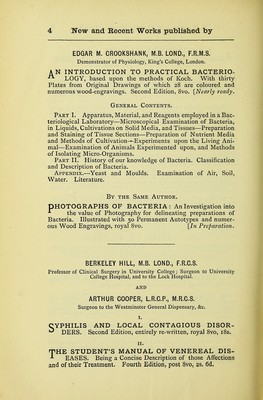 4 New and Recent Works published by
EDGAR M. CROOKSHANK, M.B. LOND., F.R.M.S.
Demonstrator of Physiology, King's College, London.
AN INTRODUCTION TO PRACTICAL BACTERIO-
LOGY, based upon the methods of Koch. With thirty
Plates from Original Drawings of which 28 are coloured and
numerous wood-engravings. Second Edition, 8vo. [Nearly ready.
GENERAL CONTENTS.
PART I. Apparatus, Material, and Reagents employed in a Bac-
teriological Laboratory—Microscopical Examination of Bacteria,
in Liquids, Cultivations on Solid Media, and Tissues—Preparation
and Staining of Tissue Sections—Preparation of Nutrient Media
and Methods of Cultivation—Experiments upon the Living Ani-
mal—Examination of Animals Experimented upon, and Methods
of Isolating Micro-Organisms.
PART II. History of our knowledge of Bacteria. Classification
and Description of Bacteria.
APPENDIX.—Yeast and Moulds. Examination of Air, Soil,
Water. Literature.
BY THE SAME AUTHOR.
PHOTOGRAPHS OF BACTERIA: An Investigation into
the value of Photography for delineating preparations of
Bacteria. Illustrated with 50 Permanent Autotypes and numer-
ous Wood Engravings, royal 8vo. [In Preparation.
BERKELEY HILL, M.B. LOND., F.R.C.S.
Professor of Clinical Surgery in University College; Surgeon to University
College Hospital, and to the Lock Hospital.
AND
ARTHUR COOPER, L.R.C.P., M.R.C.S.
Surgeon to the Westminster General Dispensary, &c.
I.
SYPHILIS AND LOCAL CONTAGIOUS DISOR-
DERS. Second Edition, entirely re-written, royal 8vo, 18s.
II.
THE STUDENT'S MANUAL OF VENEREAL DIS-
EASES. Being a Concise Description of those Affections
and of their Treatment. Fourth Edition, post 8vo, 2s. 6d.